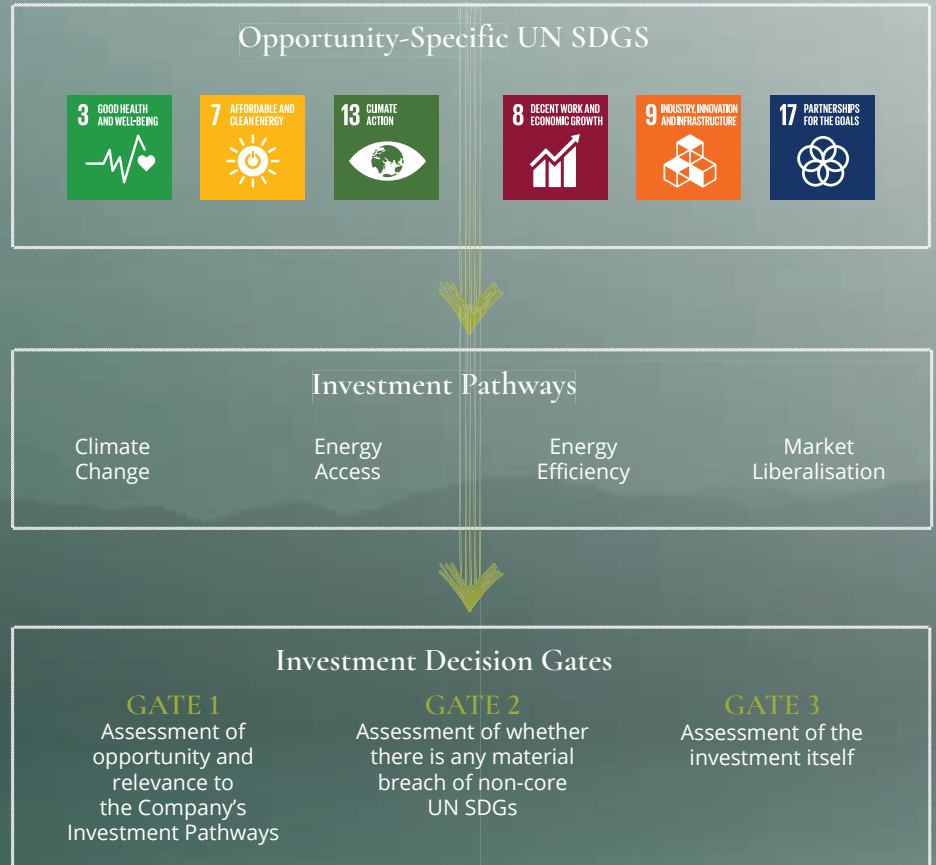 Opportunity-Specific UN SDGS
3 GOOD HEALTH
AND WELL-BEING
7 AFFORDABLE AND
CLEAN ENERGY
13 CLIMATE
ACTION
8 DECENT WORK AND
ECONOMIC GROWTH
9 INDUSTRY, INNOVATION
AND INFRASTRUCTURE
17 PARTNERSHIPS
FOR THE GOALS
Investment Pathways
Climate
Change
Energy
Access
Energy
Efficiency
Market
Liberalisation
Investment Decision Gates
GATE 1
Assessment of
opportunity and
relevance to
the Company’s
Investment Pathways
GATE 2
Assessment of whether
there is any material
breach of non-core
UN SDGs
GATE 3
Assessment of the
investment itself